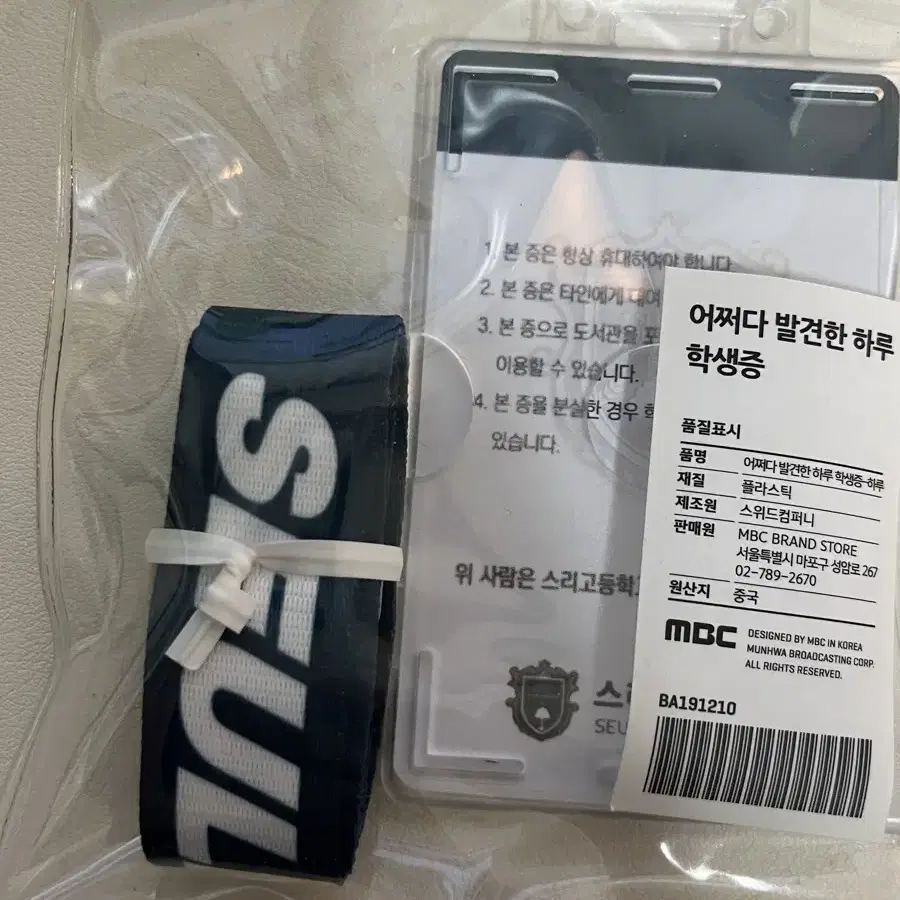 SEUL
1. 본 증은 항상 휴대하여야 합니다.
2. 본 증은 타인에게 대여
3. 본 증으로 도서관을
이용할 수 있습니다.
4. 본 증을 분실한 경우
있습니다.
위 사람은 스리고등학교
스리
SEU
어쩌다 발견한 하루
학생증
품질표시
품명 어쩌다 발견한 하루 학생증-하루
재질 플라스틱
제조원 스위드컴퍼니
판매원 MBC BRAND STORE
서울특별시 마포구 성암로 267
02-789-2670
원산지 중국
MBC DESIGNED BY MBC IN KOREA
MUNHWA BROADCASTING CORP.
ALL RIGHTS RESERVED.
BA191210